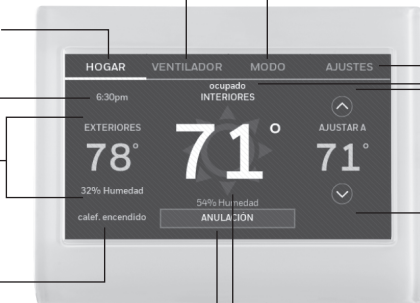 HOGAR VENTILADOR MODO AJUSTES
6:30pm
ocupado
INTERIORES
EXTERIORES
78°
32% Humedad
calef. encendido
71°
54% Humedad
ANULACIÓN
AJUSTAR A
71°